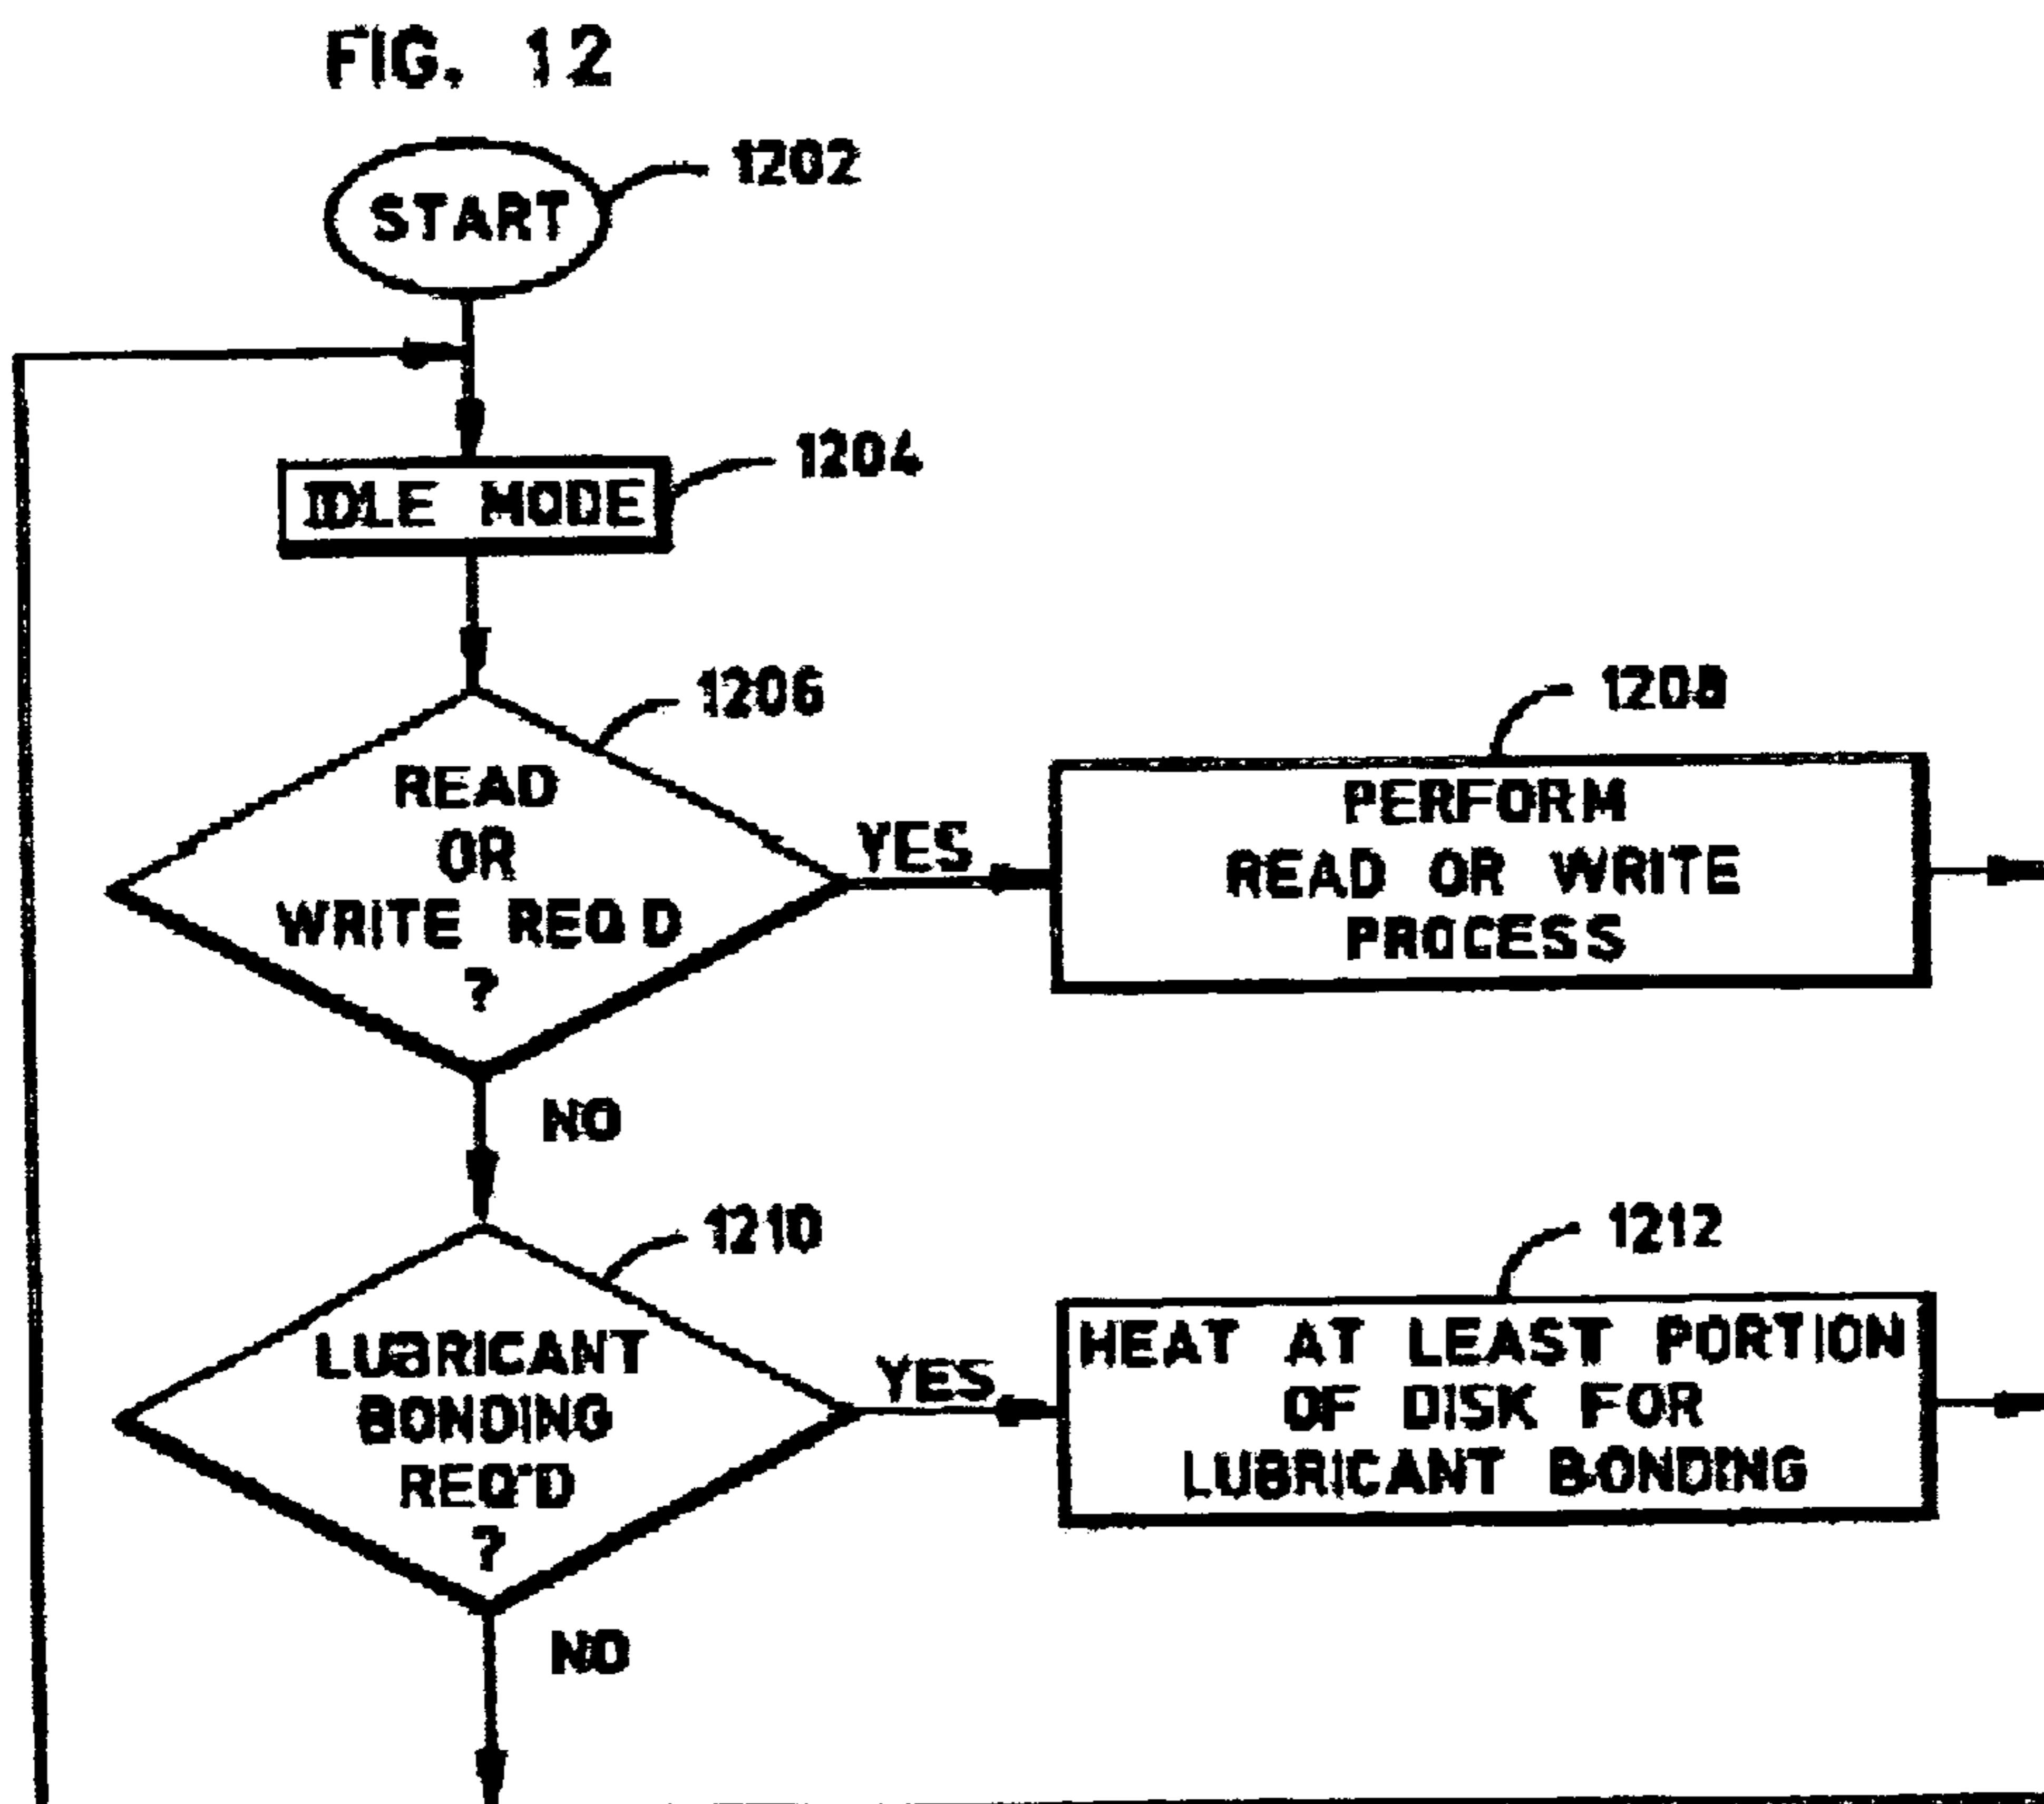 FIG. 12
START
1202
IDLE MODE
1204
READ
OR
WRITE REQ D
?
1206
YES
NO
1208
PERFORM
READ OR WRITE
PROCESS
LUBRICANT
BONDING
REQ'D
?
1210
YES
NO
1212
HEAT AT LEAST PORTION
OF DISK FOR
LUBRICANT BONDING